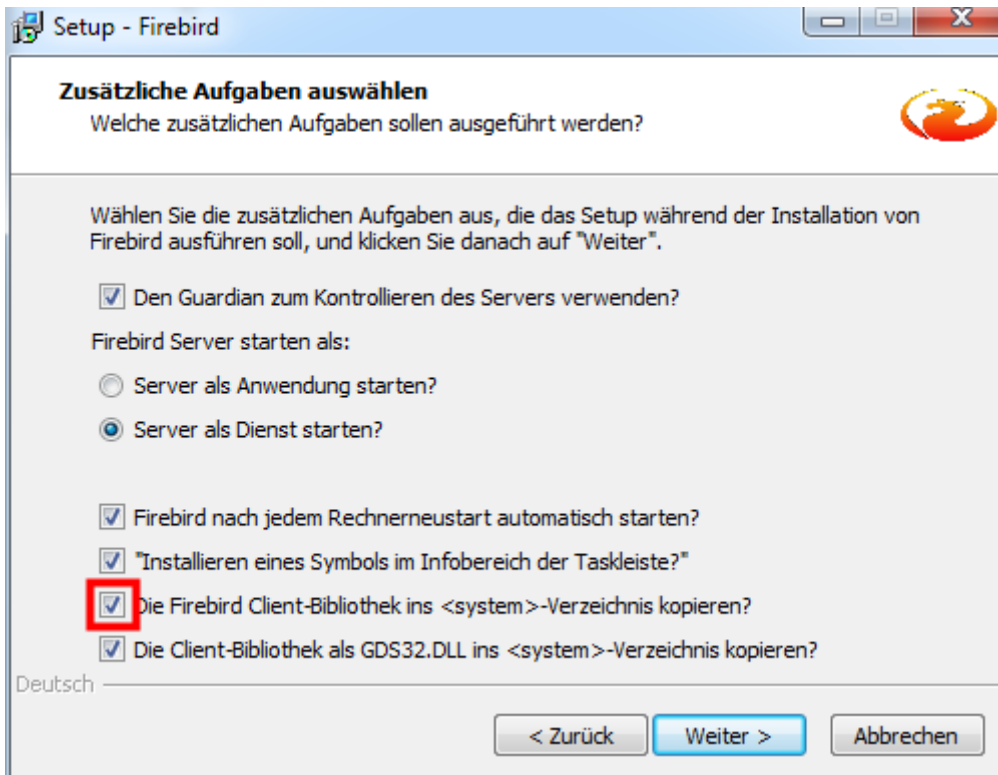 Setup - Firebird
Zusätzliche Aufgaben auswählen
Welche zusätzlichen Aufgaben sollen ausgeführt werden?
Wählen Sie die zusätzlichen Aufgaben aus, die das Setup während der Installation von
Firebird ausführen soll, und klicken Sie danach auf "Weiter".
Den Guardian zum Kontrollieren des Servers verwenden?
Firebird Server starten als:
Server als Anwendung starten?
Server als Dienst starten?
Firebird nach jedem Rechnerneustart automatisch starten?
"Installieren eines Symbols im Infobereich der Taskleiste?"
Die Firebird Client-Bibliothek ins <system>-Verzeichnis kopieren?
Die Client-Bibliothek als GDS32.DLL ins <system>-Verzeichnis kopieren?
Deutsch
< Zurück
Weiter >
Abbrechen